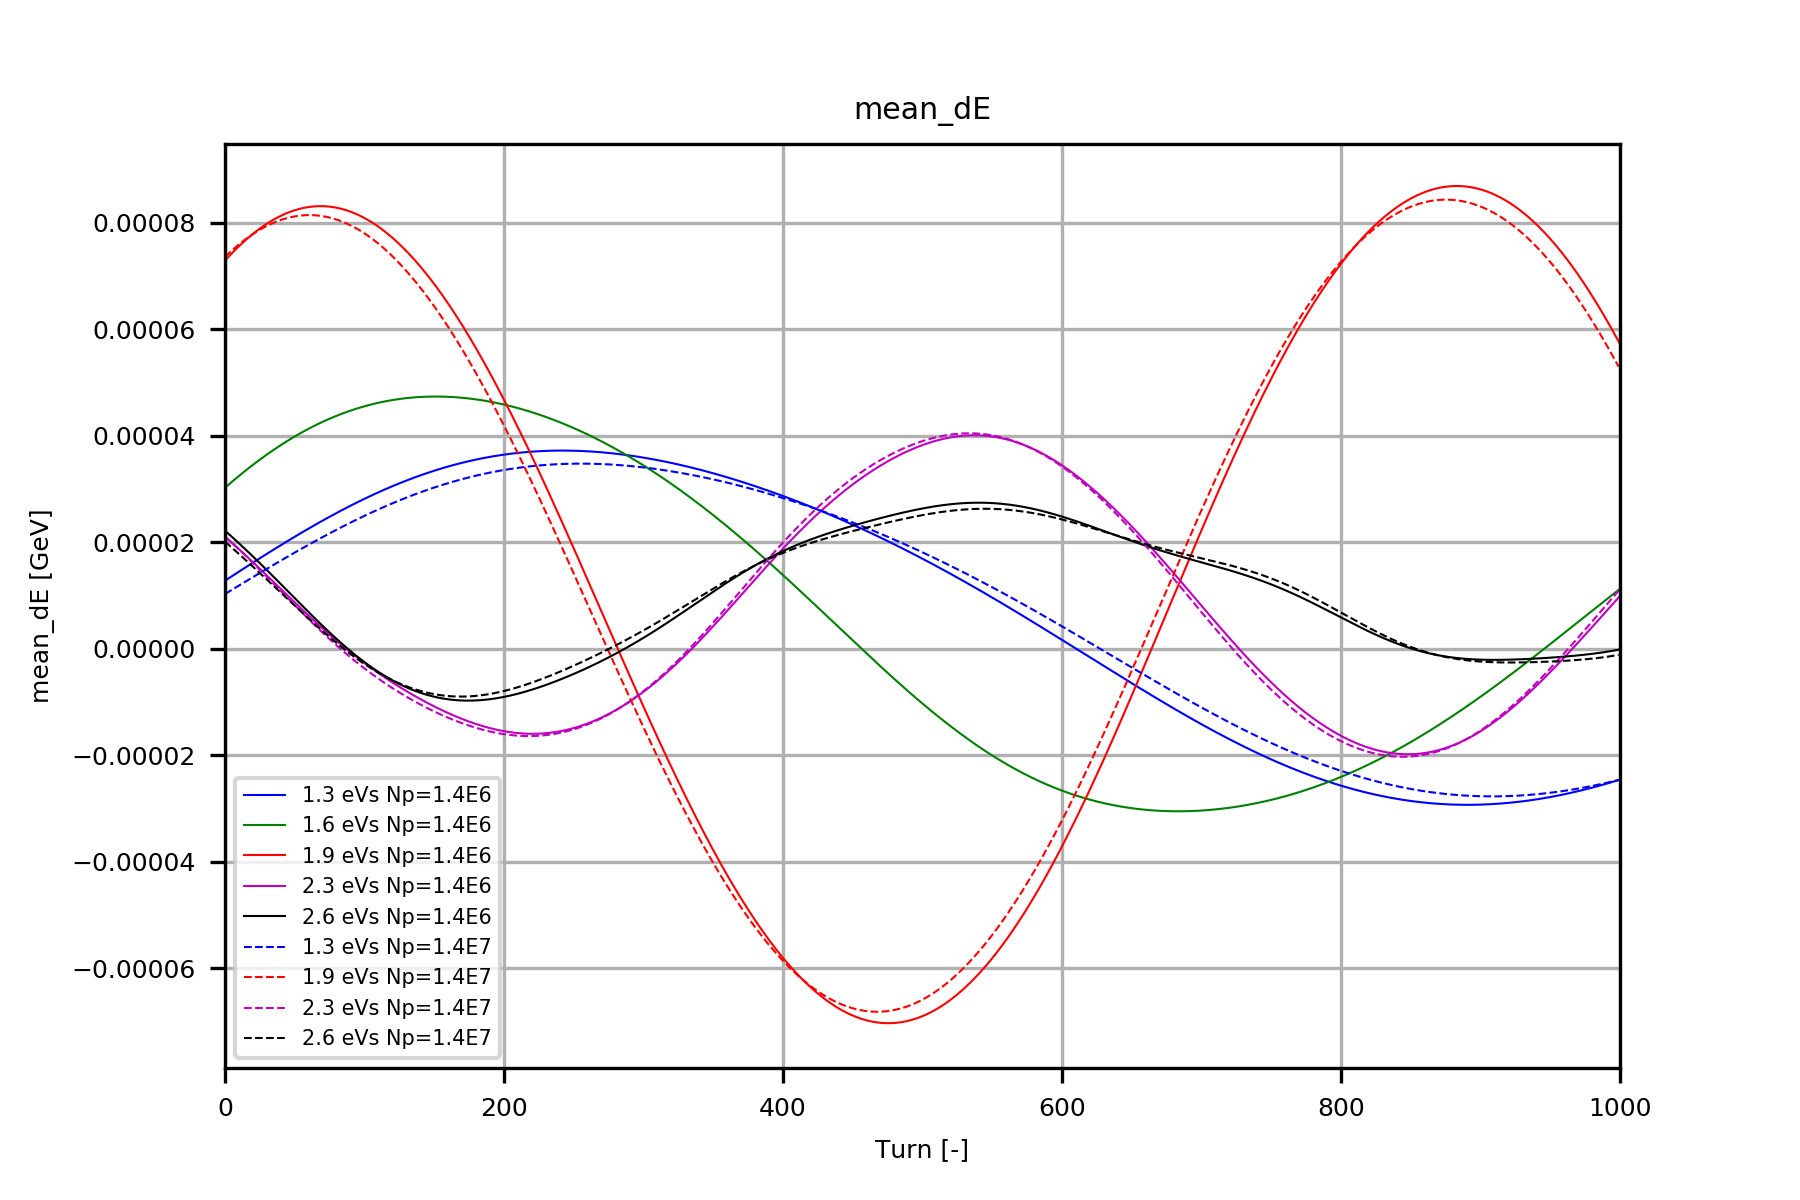 mean_dE
0.00008
0.00006
0.00004
0.00002
0.00000
−0.00002
−0.00004
−0.00006
mean_dE [GeV]
1.3 eVs Np=1.4E6
1.6 eVs Np=1.4E6
1.9 eVs Np=1.4E6
2.3 eVs Np=1.4E6
2.6 eVs Np=1.4E6
1.3 eVs Np=1.4E7
1.9 eVs Np=1.4E7
2.3 eVs Np=1.4E7
2.6 eVs Np=1.4E7
0 200 400 600 800 1000
Turn [-]